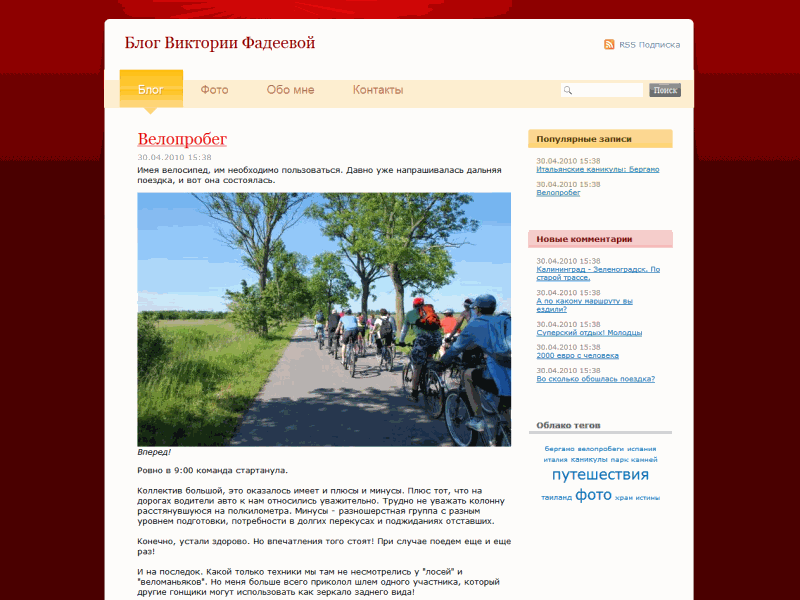 Блог Виктории Фадеевой
RSS Подписка
Блог
Фото
Обо мне
Контакты
Поиск
Велопробег
30.04.2010 15:38
Имея велосипед, им необходимо пользоваться. Давно уже напрашивалась дальняя
поездка, и вот она состоялась.
Вперед!
Ровно в 9:00 команда стартанула.
Коллектив большой, это оказалось имеет и плюсы и минусы. Плюс тот, что на
дорогах водители авто к нам относились уважительно. Трудно не уважать колонну
расстянувшуюся на полкилометра. Минусы - разношерстная группа с разным
уровнем подготовки, потребности в долгих перекусах и поджиданиях отставших.
Конечно, устали здорово. Но впечатления того стоят! При случае поедем еще и еще
раз!
И на последок. Какой только техники мы там не несмотрелись у "лосей" и
"веломаньяков". Но меня больше всего приколол шлем одного участника, который
другие гонщики могут использовать как зеркало заднего вида!
Популярные записи
30.04.2010 15:38
Итальянские каникулы: Бергамо
30.04.2010 15:38
Велопробег
Новые комментарии
30.04.2010 15:38
Калининград - Зеленоградск. По
старой трассе.
30.04.2010 15:38
А по какому маршруту вы
ездили?
30.04.2010 15:38
Суперский отдых! Молодцы
30.04.2010 15:38
2000 евро с человека
30.04.2010 15:38
Во сколько обошлась поездка?
Облако тегов
бергамо велопробеги испания
италия каникулы парк камней
путешествия
таиланд фото храм истины